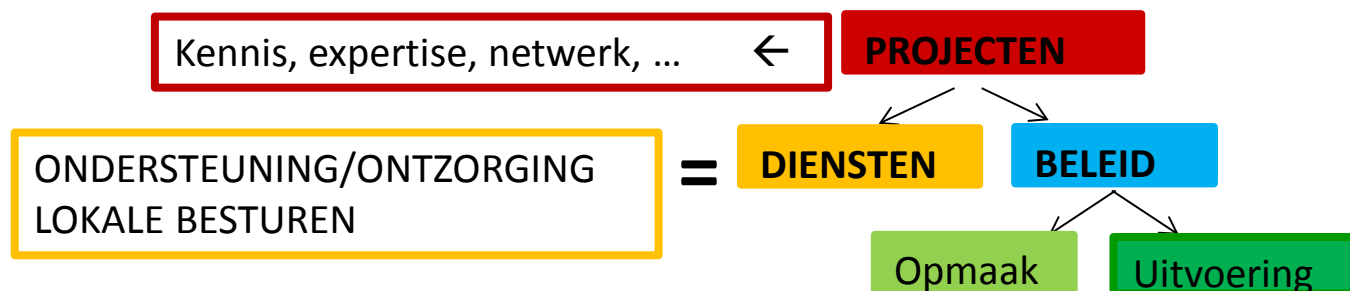 Kennis, expertise, netwerk, … ← PROJECTEN
ONDERSTEUNING/ONTZORGING
LOKALE BESTUREN
= DIENSTEN BELEID
Opmaak Uitvoering